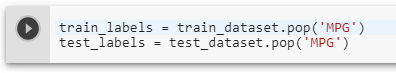 train_labels = train_dataset.pop('MPG')
test_labels = test_dataset.pop('MPG')